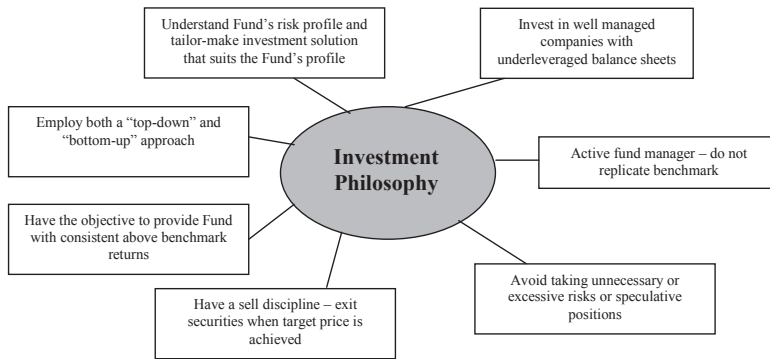 Understand Fund's risk profile and
tailor-make investment solution
that suits the Fund's profile
Invest in well managed
companies with
underleveraged balance sheets
Employ both a “top-down” and
“bottom-up” approach
Investment
Philosophy
Active fund manager – do not
replicate benchmark
Have the objective to provide Fund
with consistent above benchmark
returns
Avoid taking unnecessary or
excessive risks or speculative
positions
Have a sell discipline – exit
securities when target price is
achieved